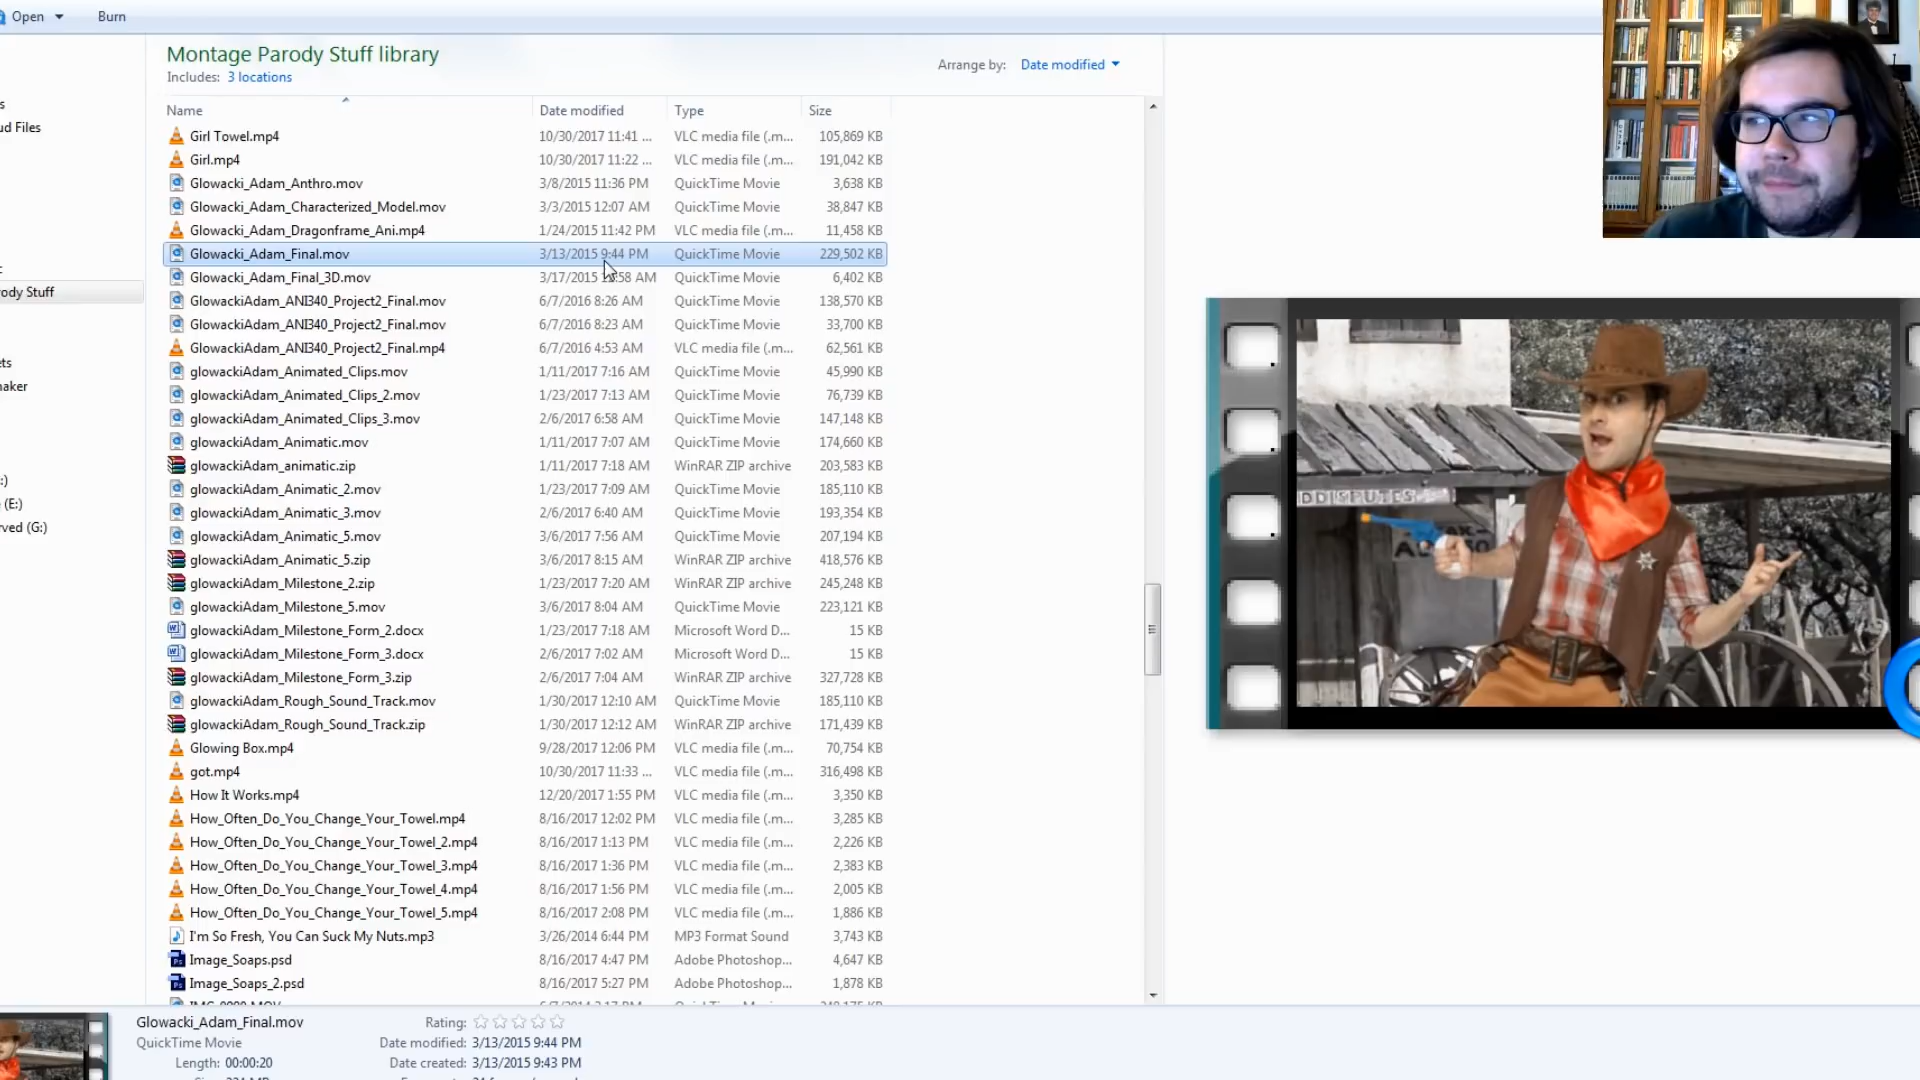 Open Burn
Montage Parody Stuff library
Includes: 3 locations
Arrange by: Date modified
s
ud Files
ody Stuff
ets
naker
:)
(E:)
rved (G:)
Name Date modified Type Size
Girl Towel.mp4 10/30/2017 11:41 ... VLC media file (.m... 105,869 KB
Girl.mp4 10/30/2017 11:22 ... VLC media file (.m... 191,042 KB
Glowacki_Adam_Anthro.mov 3/8/2015 11:36 PM QuickTime Movie 3,638 KB
Glowacki_Adam_Characterized_Model.mov 3/3/2015 12:07 AM QuickTime Movie 38,847 KB
Glowacki_Adam_Dragonframe_Ani.mp4 1/24/2015 11:42 PM VLC media file (.m... 11,458 KB
Glowacki_Adam_Final.mov 3/13/2015 9:44 PM QuickTime Movie 229,502 KB
Glowacki_Adam_Final_3D.mov 3/17/2015 :58 AM QuickTime Movie 6,402 KB
GlowackiAdam_ANI340_Project2_Final.mov 6/7/2016 8:26 AM QuickTime Movie 138,570 KB
GlowackiAdam_ANI340_Project2_Final.mov 6/7/2016 8:23 AM QuickTime Movie 33,700 KB
GlowackiAdam_ANI340_Project2_Final.mp4 6/7/2016 4:53 AM VLC media file (.m... 62,561 KB
glowackiAdam_Animated_Clips.mov 1/11/2017 7:16 AM QuickTime Movie 45,990 KB
glowackiAdam_Animated_Clips_2.mov 1/23/2017 7:13 AM QuickTime Movie 76,739 KB
glowackiAdam_Animated_Clips_3.mov 2/6/2017 6:58 AM QuickTime Movie 147,148 KB
glowackiAdam_Animatic.mov 1/11/2017 7:07 AM QuickTime Movie 174,660 KB
glowackiAdam_animatic.zip 1/11/2017 7:18 AM WinRAR ZIP archive 203,583 KB
glowackiAdam_Animatic_2.mov 1/23/2017 7:09 AM QuickTime Movie 185,110 KB
glowackiAdam_Animatic_3.mov 2/6/2017 6:40 AM QuickTime Movie 193,354 KB
glowackiAdam_Animatic_5.mov 3/6/2017 7:56 AM QuickTime Movie 207,194 KB
glowackiAdam_Animatic_5.zip 3/6/2017 8:15 AM WinRAR ZIP archive 418,576 KB
glowackiAdam_Milestone_2.zip 1/23/2017 7:20 AM WinRAR ZIP archive 245,248 KB
glowackiAdam_Milestone_5.mov 3/6/2017 8:04 AM QuickTime Movie 223,121 KB
glowackiAdam_Milestone_Form_2.docx 1/23/2017 7:18 AM Microsoft Word D... 15 KB
glowackiAdam_Milestone_Form_3.docx 2/6/2017 7:02 AM Microsoft Word D... 15 KB
glowackiAdam_Milestone_Form_3.zip 2/6/2017 7:04 AM WinRAR ZIP archive 327,728 KB
glowackiAdam_Rough_Sound_Track.mov 1/30/2017 12:10 AM QuickTime Movie 185,110 KB
glowackiAdam_Rough_Sound_Track.zip 1/30/2017 12:12 AM WinRAR ZIP archive 171,439 KB
Glowing Box.mp4 9/28/2017 12:06 PM VLC media file (.m... 70,754 KB
got.mp4 10/30/2017 11:33 ... VLC media file (.m... 316,498 KB
How It Works.mp4 12/20/2017 1:55 PM VLC media file (.m... 3,350 KB
How_Often_Do_You_Change_Your_Towel.mp4 8/16/2017 12:02 PM VLC media file (.m... 3,285 KB
How_Often_Do_You_Change_Your_Towel_2.mp4 8/16/2017 1:13 PM VLC media file (.m... 2,226 KB
How_Often_Do_You_Change_Your_Towel_3.mp4 8/16/2017 1:36 PM VLC media file (.m... 2,383 KB
How_Often_Do_You_Change_Your_Towel_4.mp4 8/16/2017 1:56 PM VLC media file (.m... 2,005 KB
How_Often_Do_You_Change_Your_Towel_5.mp4 8/16/2017 2:08 PM VLC media file (.m... 1,886 KB
I'm So Fresh, You Can Suck My Nuts.mp3 3/26/2014 6:44 PM MP3 Format Sound 3,743 KB
Image_Soaps.psd 8/16/2017 4:47 PM Adobe Photoshop... 4,647 KB
Image_Soaps_2.psd 8/16/2017 5:27 PM Adobe Photoshop... 1,878 KB
DDISPUTES
Glowacki_Adam_Final.mov
QuickTime Movie
Length: 00:00:20
Rating:
Date modified: 3/13/2015 9:44 PM
Date created: 3/13/2015 9:43 PM